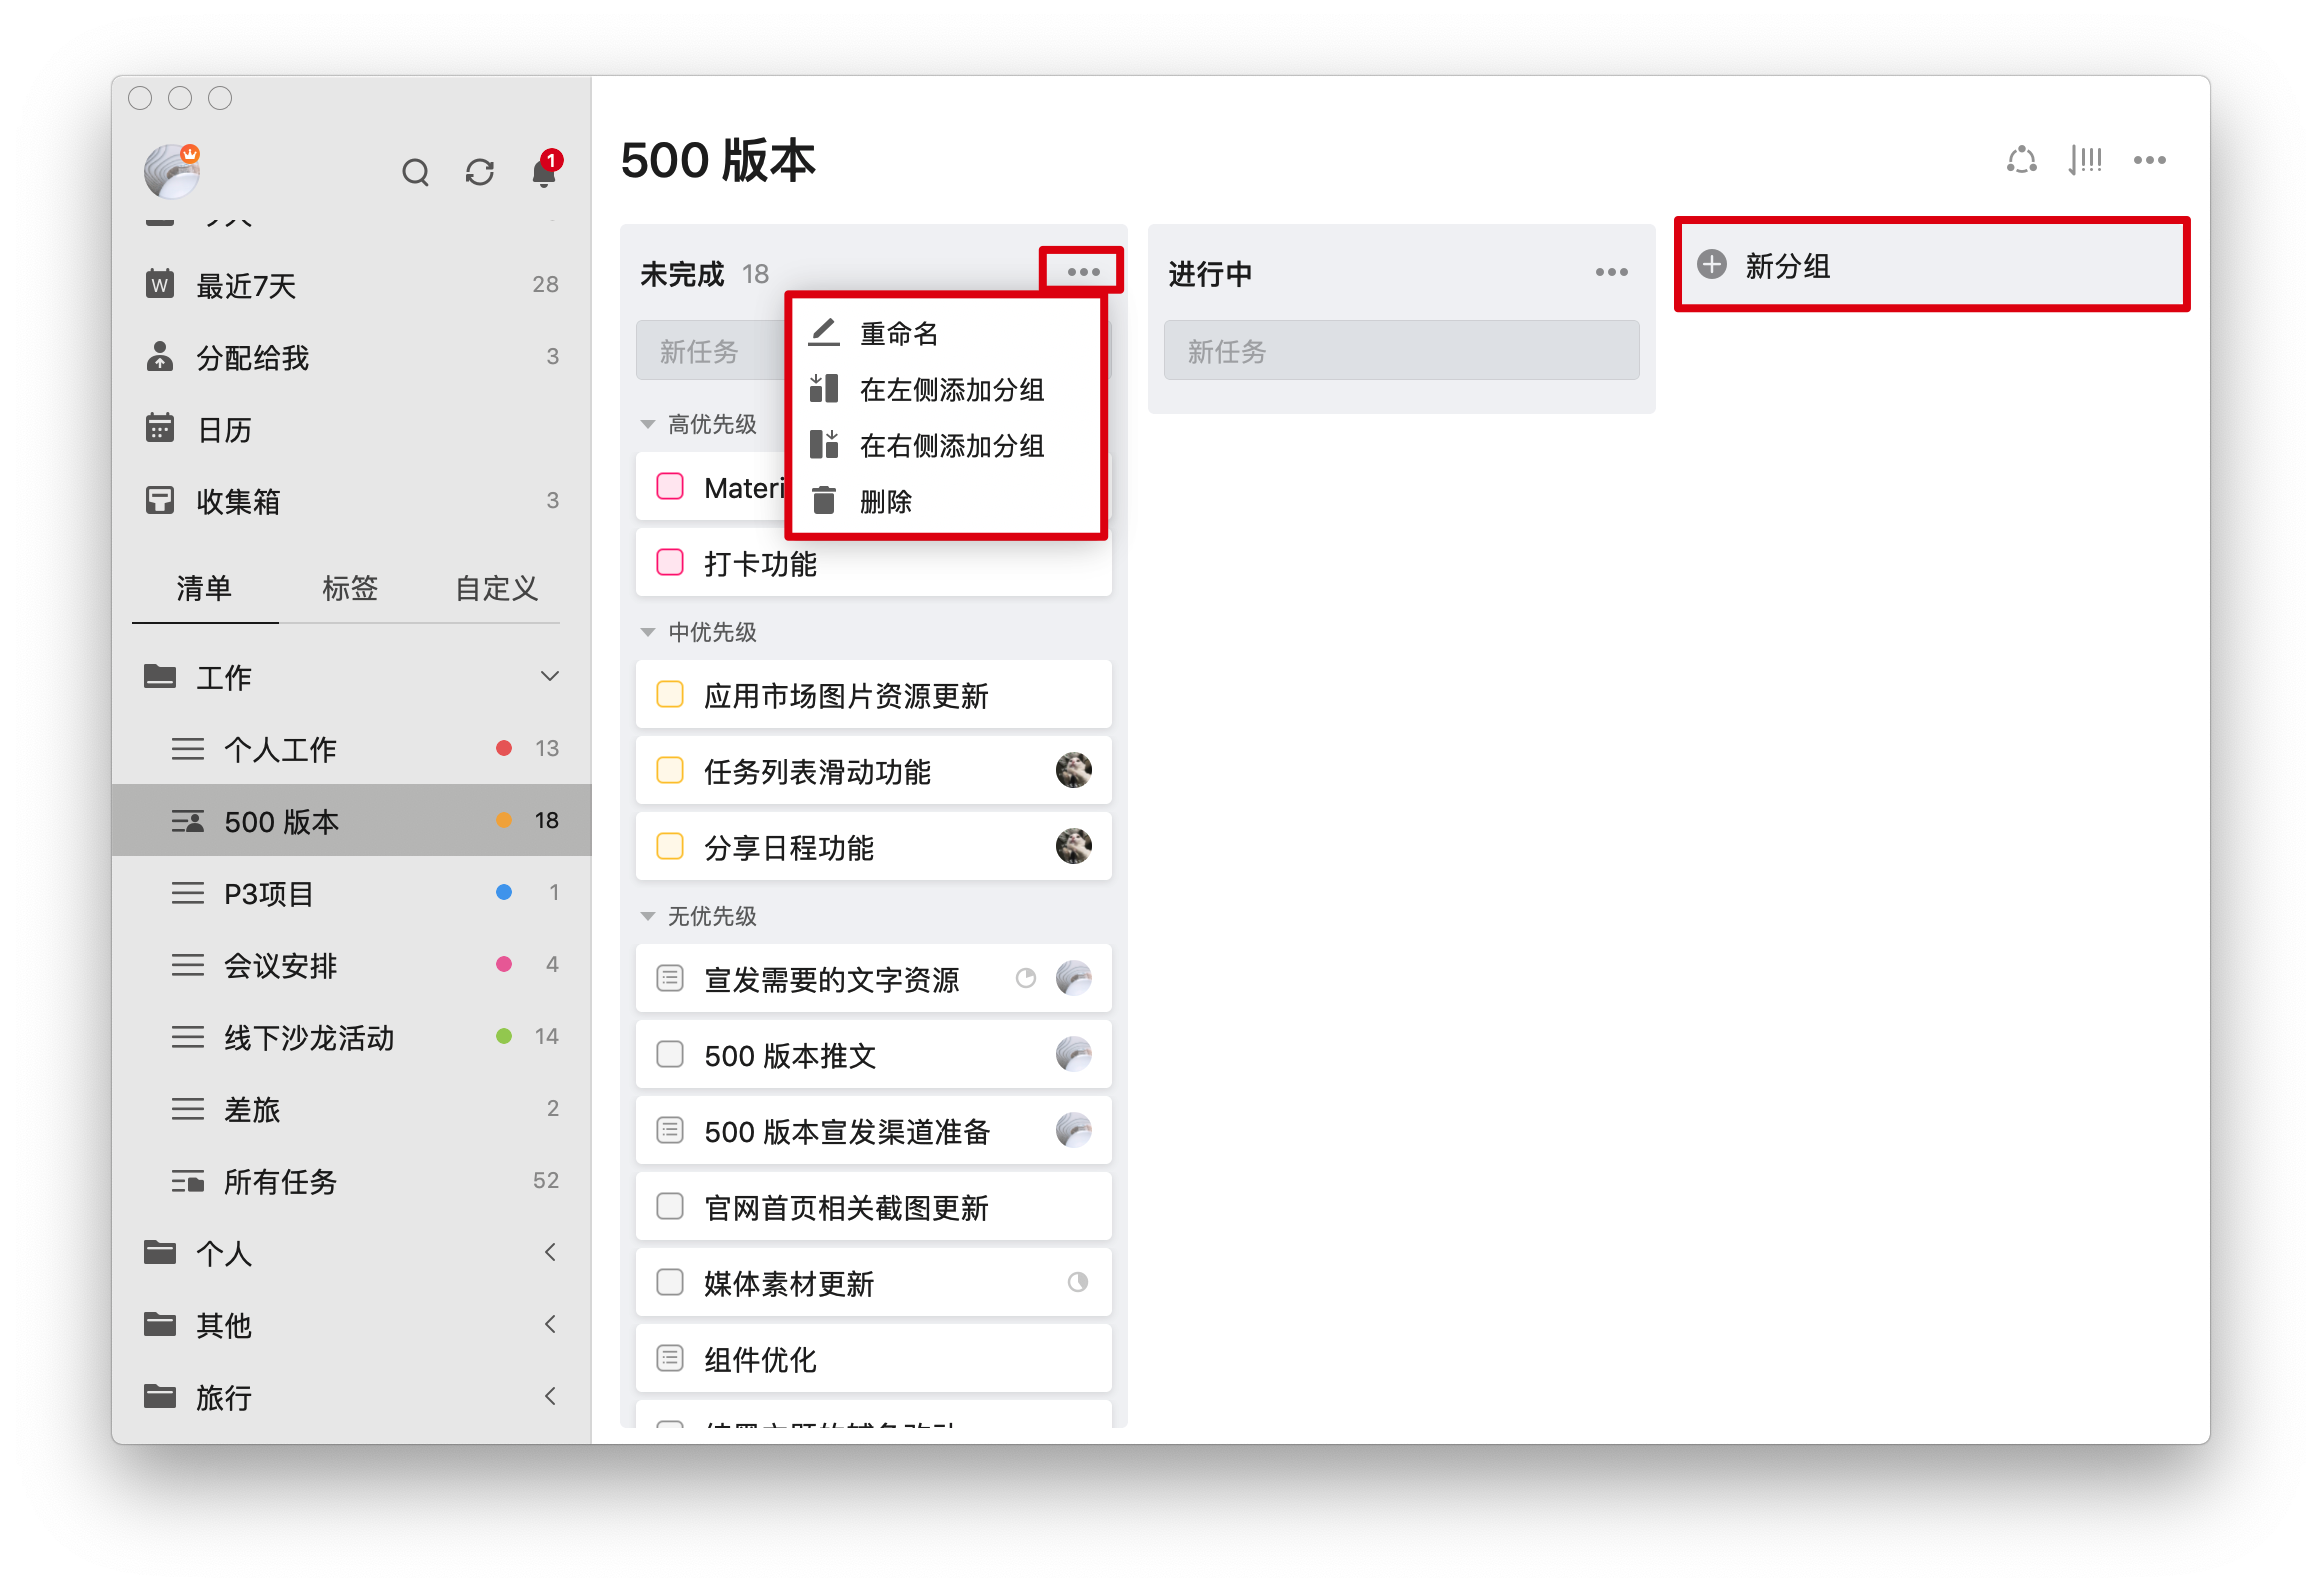 1
最近7天
28
分配给我
3
日历
收集箱
3
清单
标签
自定义
工作
个人工作
13
500 版本
18
P3项目
1
会议安排
4
线下沙龙活动
14
差旅
2
所有任务
52
个人
其他
旅行
500 版本
未完成 18
新任务
重命名
在左侧添加分组
在右侧添加分组
删除
高优先级
Materi
打卡功能
中优先级
应用市场图片资源更新
任务列表滑动功能
分享日程功能
无优先级
宣发需要的文字资源
500 版本推文
500 版本宣发渠道准备
官网首页相关截图更新
媒体素材更新
组件优化
进行中
新任务
新分组